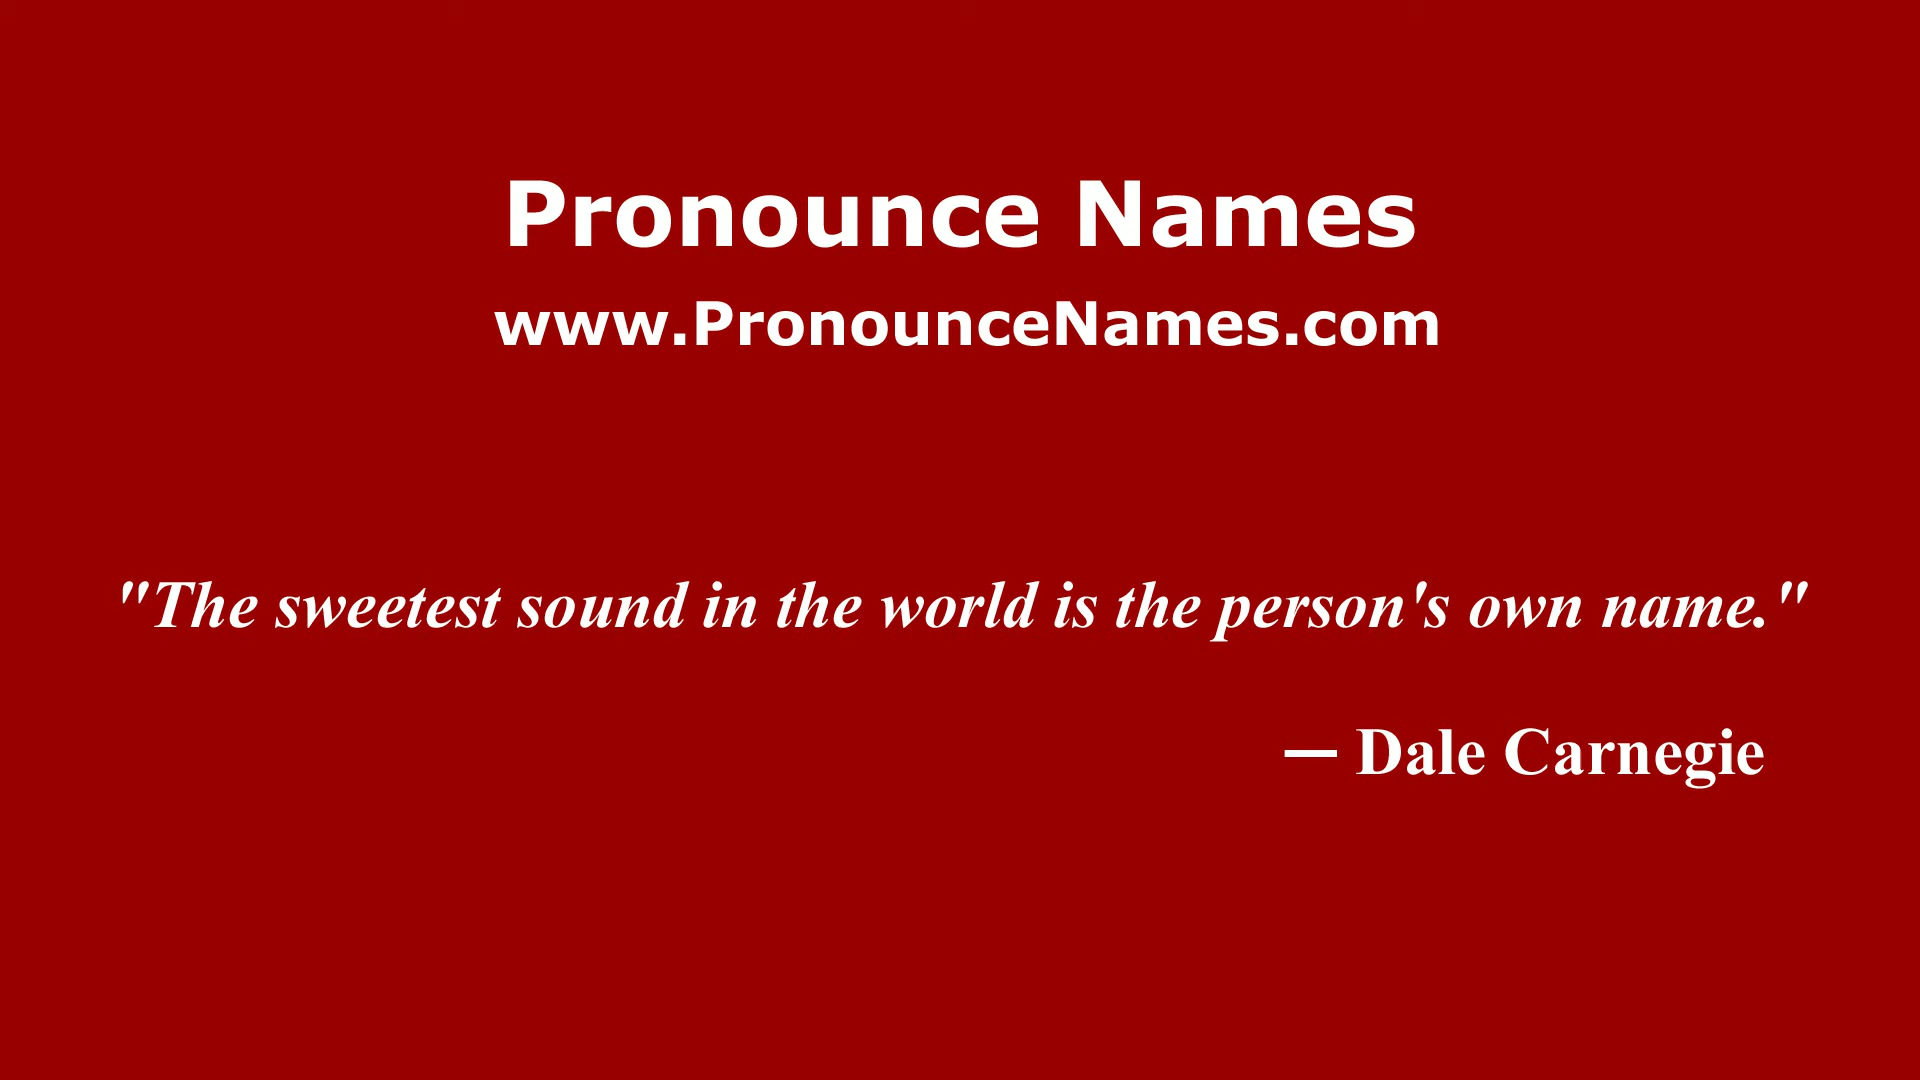 Pronounce Names
www.PronounceNames.com
"The sweetest sound in the world is the person's own name."
— Dale Carnegie